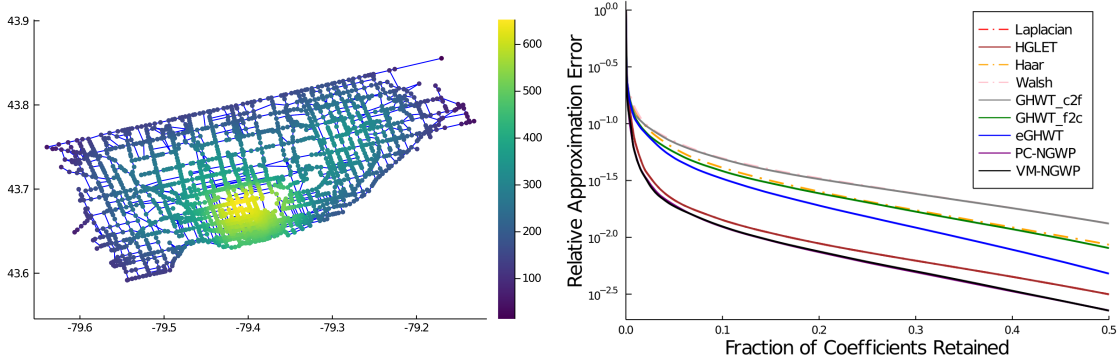 43.9
43.8
43.7
43.6
-79.6
-79.5
-79.4
-79.3
-79.2
600
500
400
300
200
100
Relative Approximation Error
10^0.0
10^-0.5
10^-1.0
10^-1.5
10^-2.0
10^-2.5
0.0
0.1
0.2
0.3
0.4
0.5
Fraction of Coefficients Retained
Laplacian
HGLET
Haar
Walsh
GHWT_c2f
GHWT_f2c
eGHWT
PC-NGWP
VM-NGWP